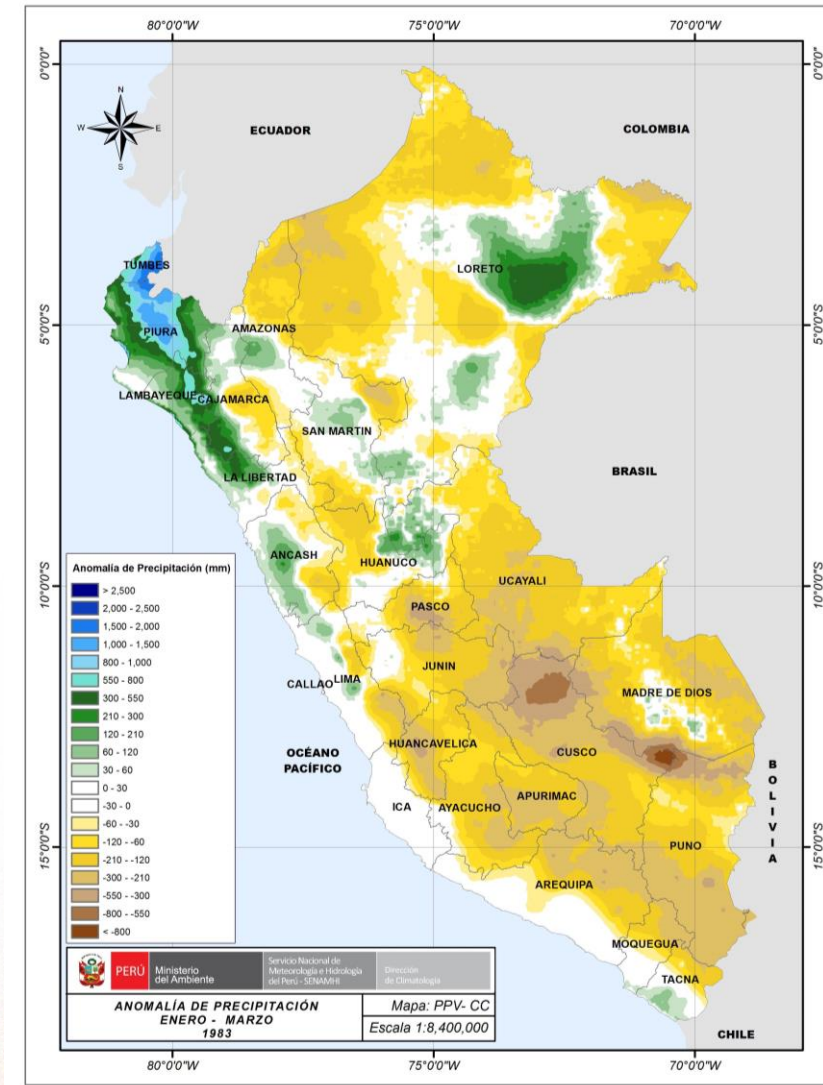 80°0'0"W 75°0'0"W 70°0'0"W
0°0'0" 0°0'0"
N
W E
S
ECUADOR
COLOMBIA
TUMBES
LORETO
5°0'0"S 5°0'0"S
PIURA
AMAZONAS
LAMBAYEQUE
CAJAMARCA
SAN MARTIN
BRASIL
LA LIBERTAD
ANCASH
HUANUCO
UCAYALI
10°0'0"S 10°0'0"S
PASCO
JUNIN
MADRE DE DIOS
CALLAO
LIMA
OCÉANO
PACÍFICO
HUANCAVELICA
CUSCO
BOLIVIA
ICA
AYACUCHO
APURIMAC
PUNO
15°0'0"S 15°0'0"S
AREQUIPA
MOQUEGUA
TACNA
CHILE
Anomalía de Precipitación (mm)
> 2,500
2,000 - 2,500
1,500 - 2,000
1,000 - 1,500
800 - 1,000
550 - 800
300 - 550
210 - 300
120 - 210
60 - 120
30 - 60
0 - 30
-30 - 0
-60 - -30
-120 - -60
-210 - -120
-300 - -210
-550 - -300
-800 - -550
< -800
PERÚ
Ministerio
del Ambiente
Servicio Nacional de
Meteorología e Hidrología
del Perú - SENAMHI
Dirección
de Climatología
ANOMALÍA DE PRECIPITACIÓN
ENERO - MARZO
1983
Mapa: PPV- CC
Escala 1:8,400,000
80°0'0"W 75°0'0"W 70°0'0"W